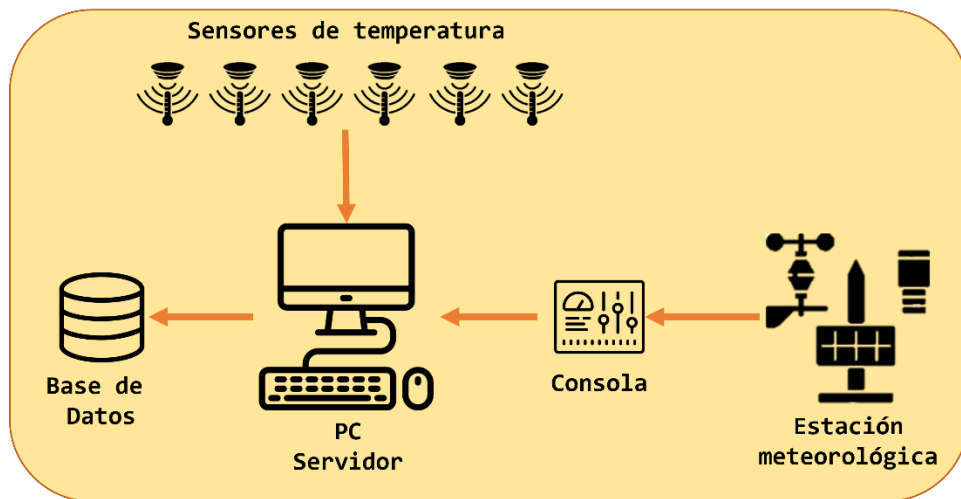 Sensores de temperatura
Base de
Datos
PC
Servidor
Consola
Estación
meteorológica